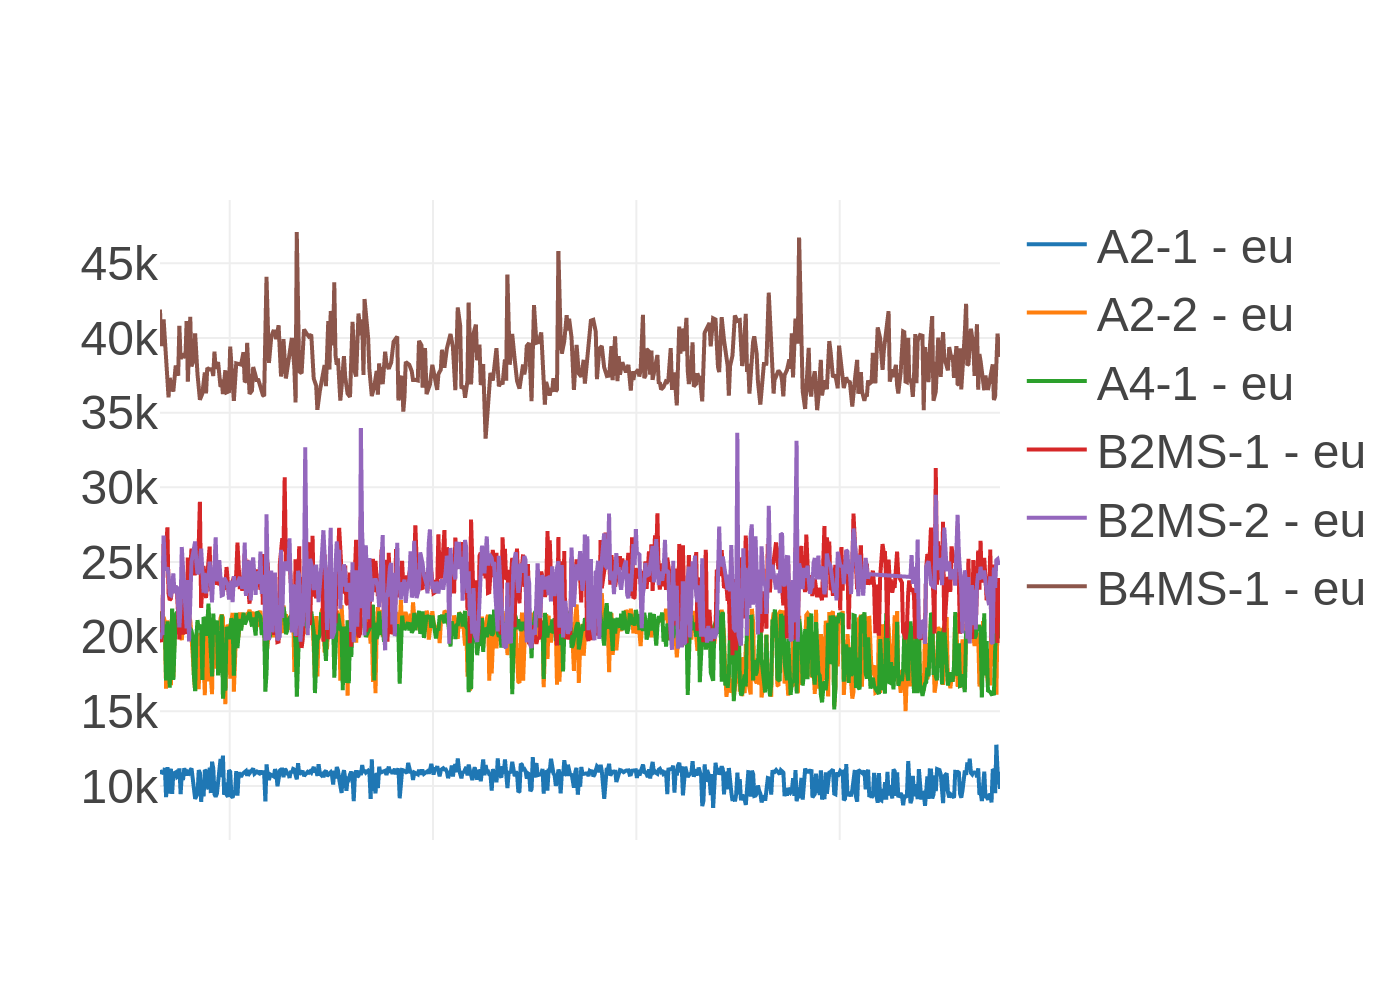 45k
40k
35k
30k
25k
20k
15k
10k
A2-1 - eu
A2-2 - eu
A4-1 - eu
B2MS-1 - eu
B2MS-2 - eu
B4MS-1 - eu